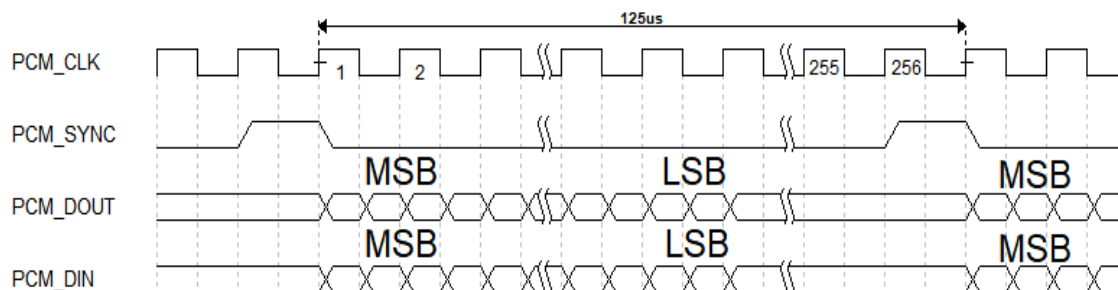 125us
PCM_CLK 1 2 255 256
PCM_SYNC
MSB LSB MSB
PCM_DOUT
MSB LSB MSB
PCM_DIN